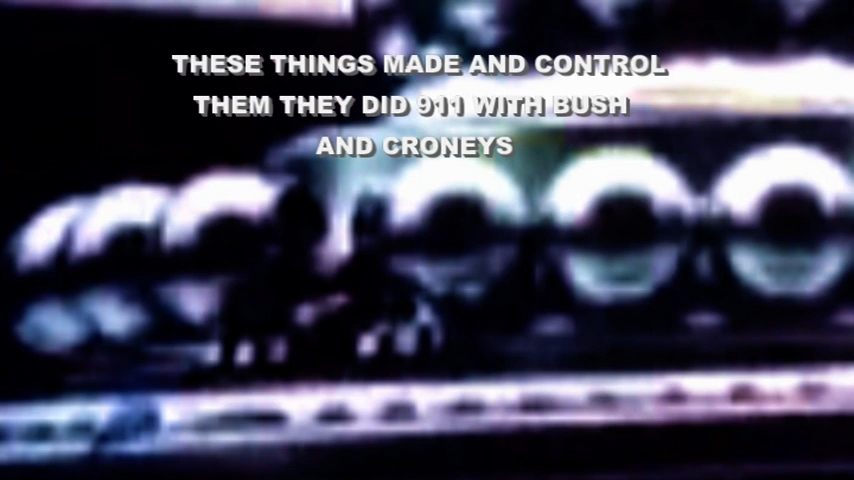 THESE THINGS MADE AND CONTROL
THEM THEY DID 911 WITH BUSH
AND CRONEYS